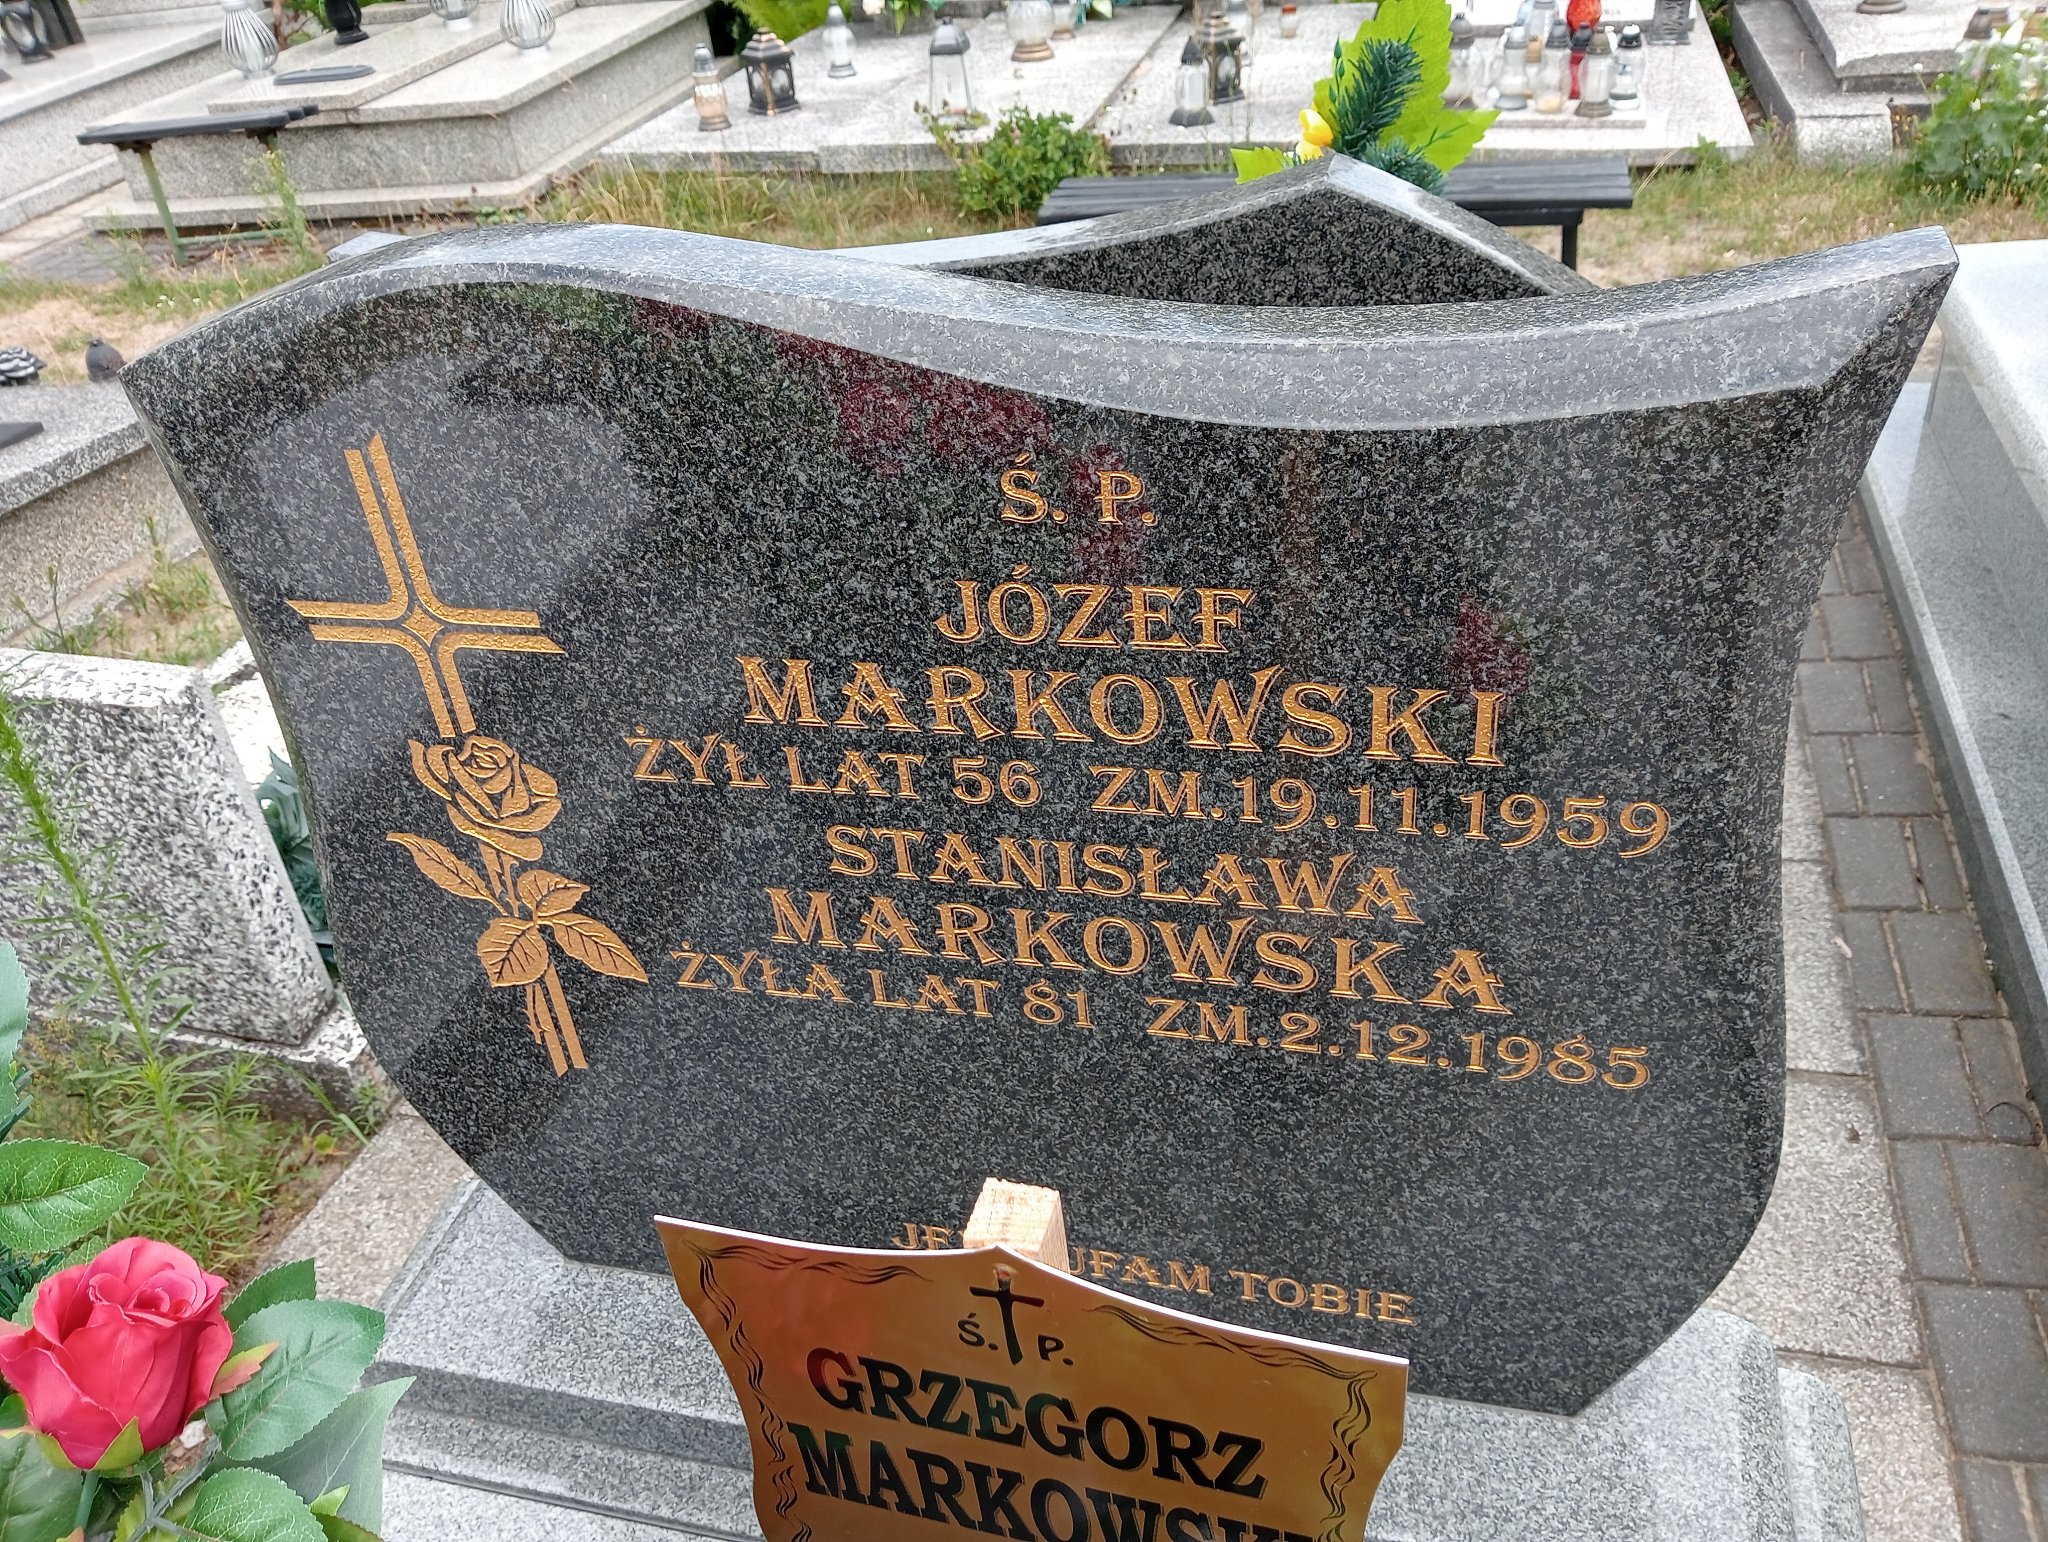 Ś. P.
JÓZEF
MARKOWSKI
ŻYŁ LAT 56 ZM.19.11.1959
STANISŁAWA
MARKOWSKA
ŻYŁA LAT 81 ZM.2.12.1985
TOBIE
Ś. P.
GRZEGORZ
MARKOWSKI